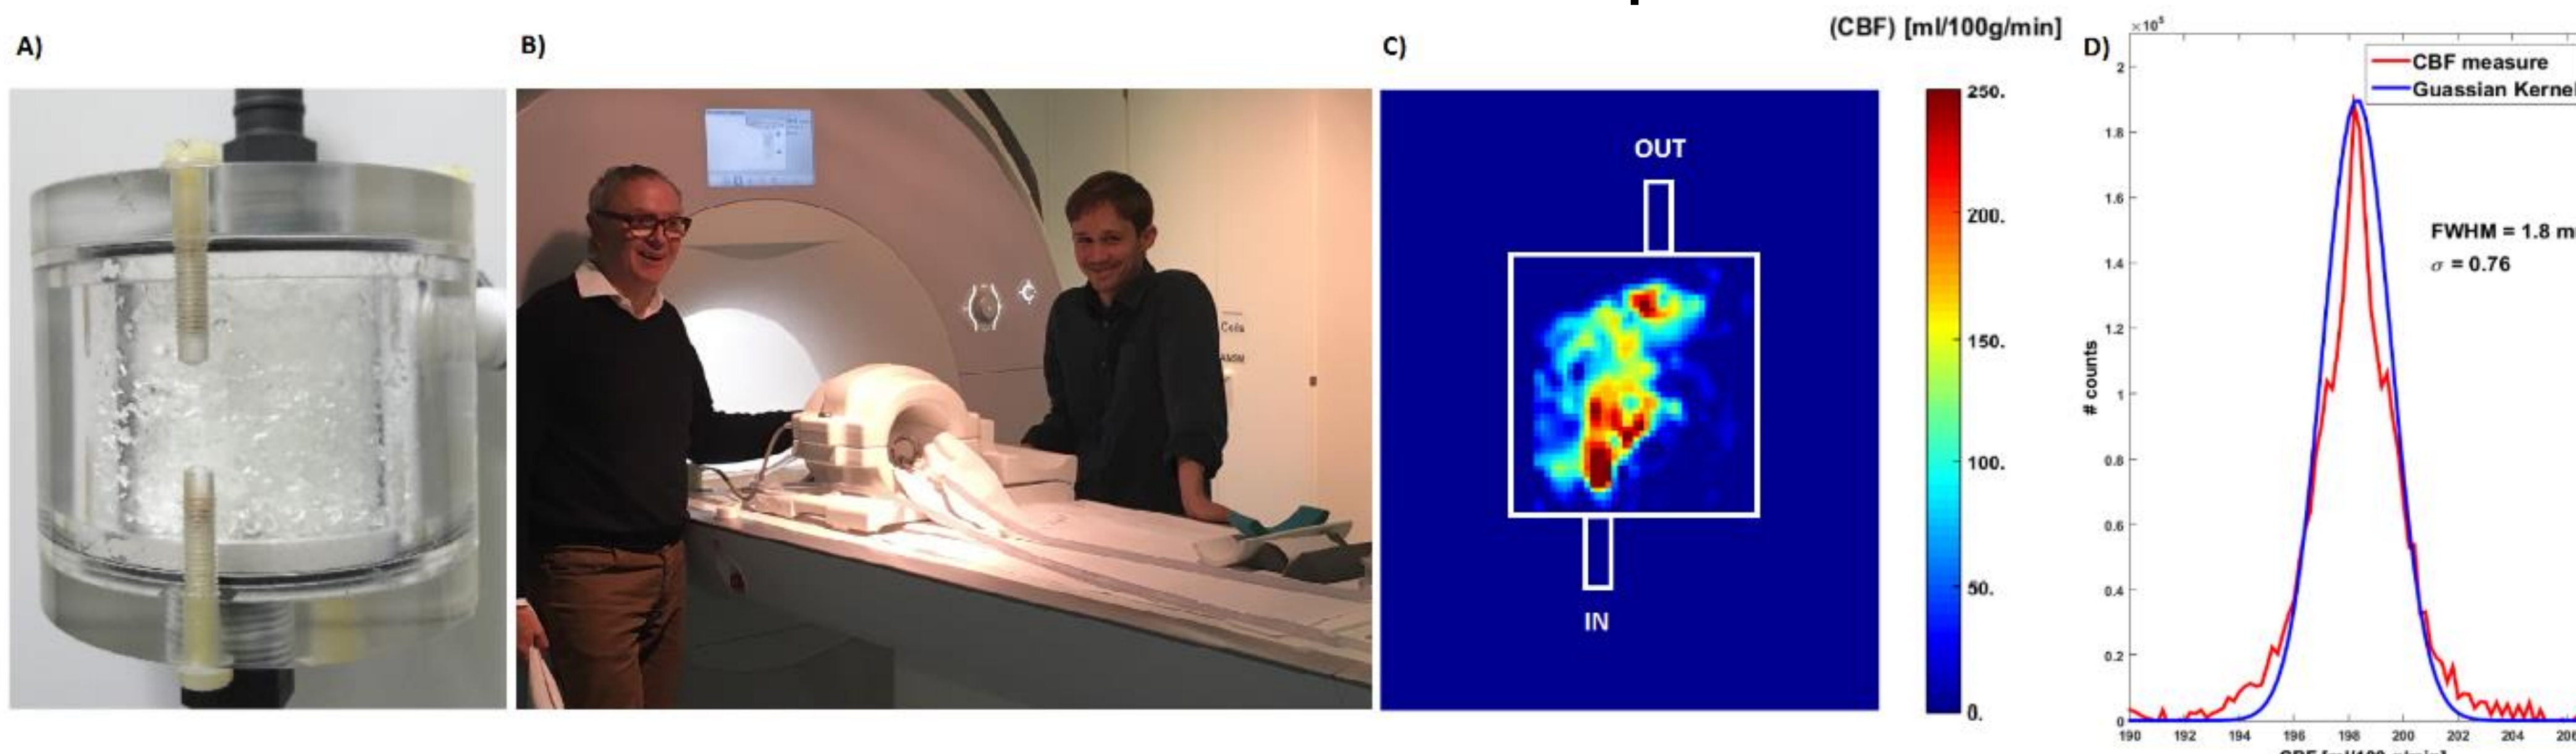 A)
B)
C)
(CBF) [ml/100g/min]
OUT
IN
250.
200.
150.
100.
50.
0.
Coils
D)
×10⁵
CBF measure
Guassian Kernel
FWHM = 1.8
σ = 0.76
# counts
2
1.8
1.6
1.4
1.2
1
0.8
0.6
0.4
0.2
0
190 192 194 196 198 200 202 204